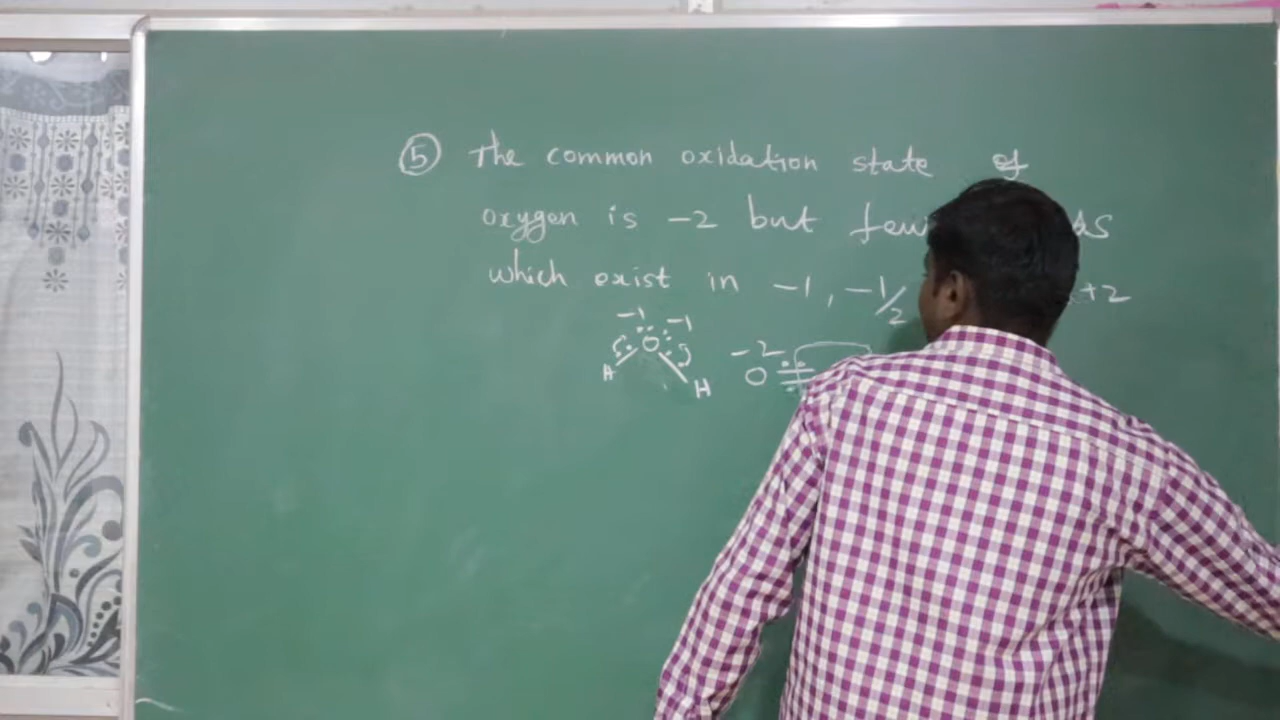 ⑤ The common oxidation state of
oxygen is -2 but few
which exist in -1, -1/2 +2
-1 -1
O
H H
-2
O